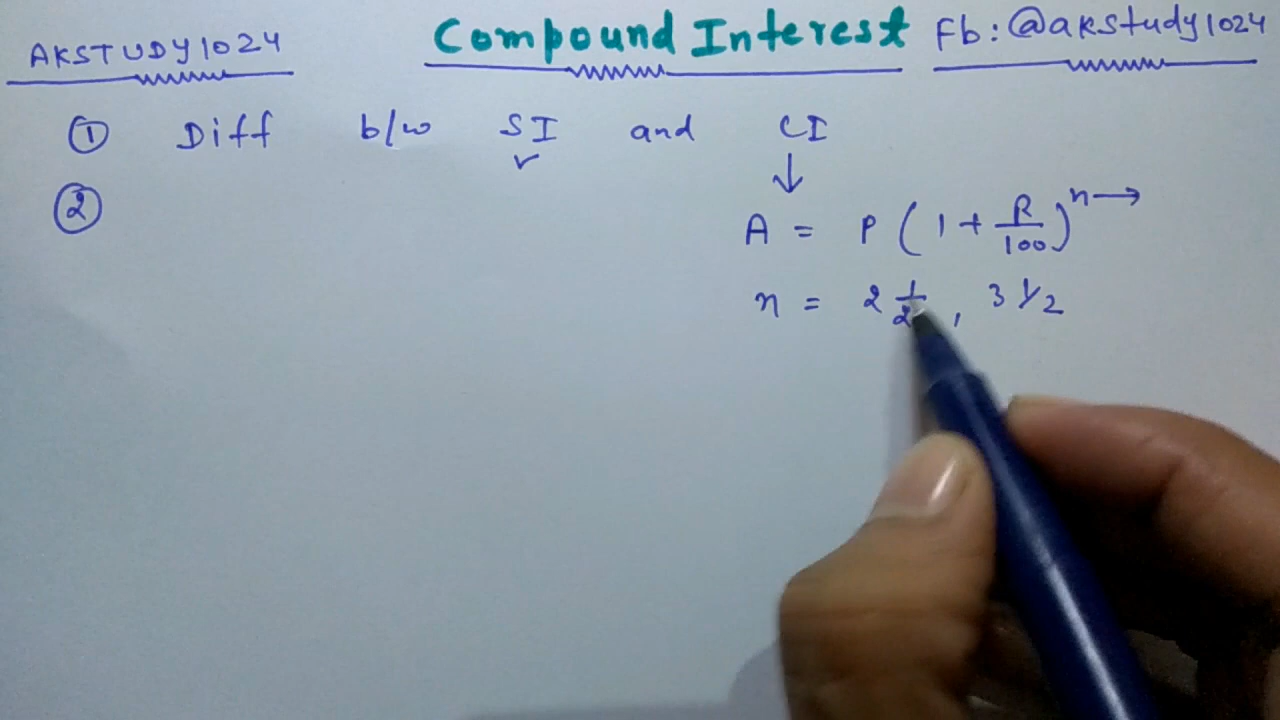 AKSTUDY1024 Compound Interest Fb: @akstudy1024
① Diff b/w SI and CI
②
A = P (1 + R/100)^n →
n = 2 1/2, 3 1/2